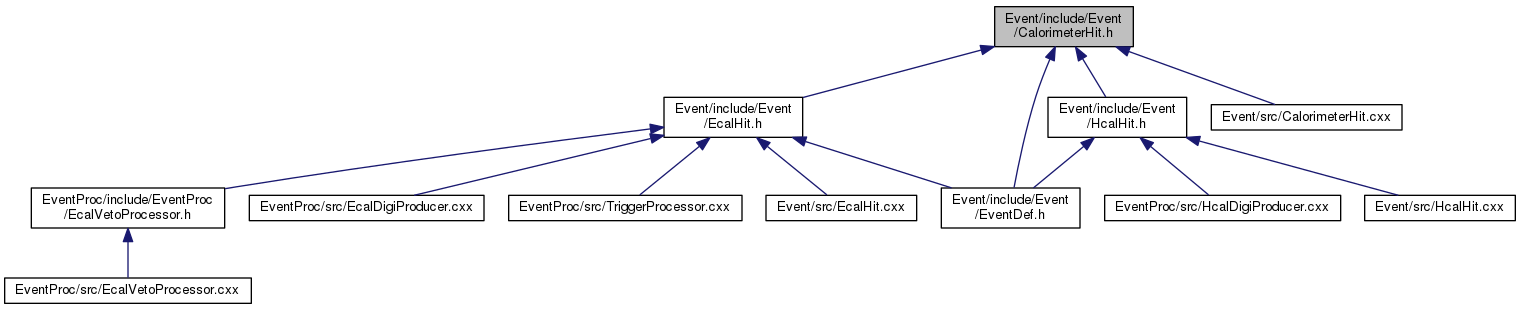 Event/include/Event
/CalorimeterHit.h
Event/include/Event
/EcalHit.h
Event/include/Event
/HcalHit.h
Event/src/CalorimeterHit.cxx
EventProc/include/EventProc
/EcalVetoProcessor.h
EventProc/src/EcalDigiProducer.cxx
EventProc/src/TriggerProcessor.cxx
Event/src/EcalHit.cxx
Event/include/Event
/EventDef.h
EventProc/src/HcalDigiProducer.cxx
Event/src/HcalHit.cxx
EventProc/src/EcalVetoProcessor.cxx